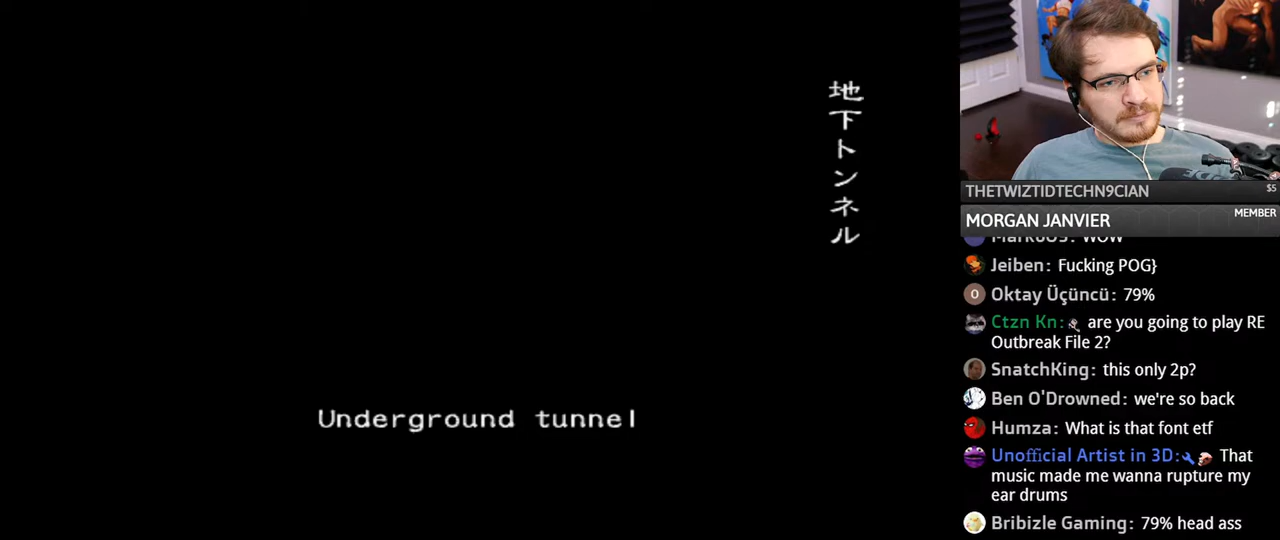 地下トンネル
Underground tunnel
THETWIZTIDTECHN9CIAN $5
MORGAN JANVIER MEMBER
MarkuOs: WOW
Jeiben: Fucking POG}
O Oktay Üçüncü: 79%
Ctzn Kn: are you going to play RE
Outbreak File 2?
SnatchKing: this only 2p?
Ben O'Drowned: we're so back
Humza: What is that font etf
Unofficial Artist in 3D: That
music made me wanna rupture my
ear drums
Bribizle Gaming: 79% head ass